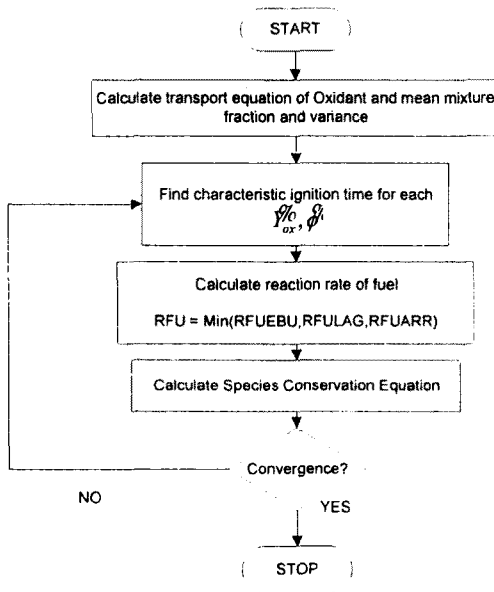 START
Calculate transport equation of Oxidant and mean mixture
fraction and variance
Find characteristic ignition time for each
Calculate reaction rate of fuel
RFU = Min(RFUEBU,RFULAG,RFUARR)
Calculate Species Conservation Equation
Convergence?
NO
YES
STOP